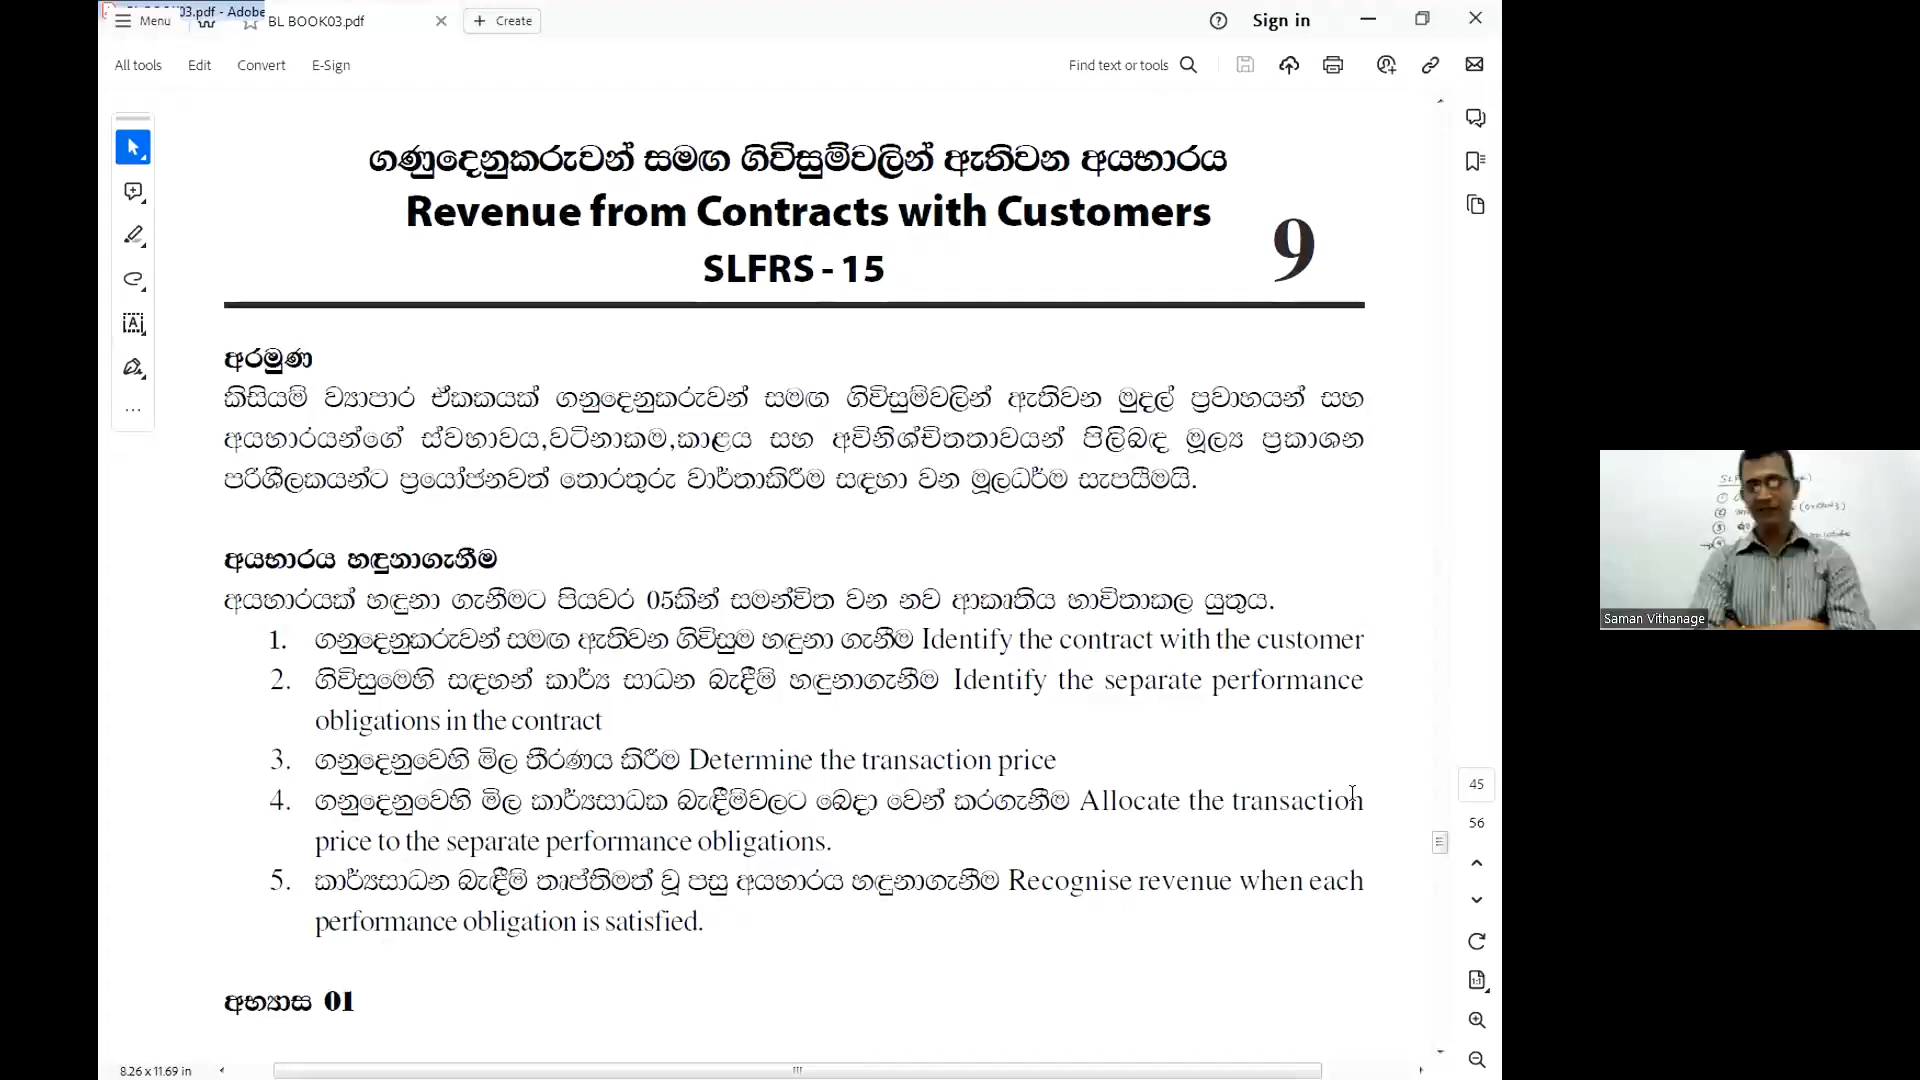 03.pdf - Adobe
Menu
BL BOOK03.pdf
Create
Sign in
All tools
Edit
Convert
E-Sign
Find text or tools
ගණුදෙනුකරුවන් සමඟ ගිවිසුම්වලින් ඇතිවන අයභාරය
Revenue from Contracts with Customers
SLFRS - 15
9
අරමුණ
කිසියම් ව්‍යාපාර ඒකකයක් ගනුදෙනුකරුවන් සමඟ ගිවිසුම්වලින් ඇතිවන මුදල් ප්‍රවාහයන් සහ
අයභාරයන්ගේ ස්වභාවය,වටිනාකම,කාළය සහ අවිනිශ්චිතතාවයන් පිලිබඳ මූල්‍ය ප්‍රකාශන
පරිශීලකයන්ට ප්‍රයෝජනවත් තොරතුරු වාර්තාකිරීම සඳහා වන මූලධර්ම සැපයීමයි.
අයභාරය හඳුනාගැනීම
අයභාරයක් හඳුනා ගැනීමට පියවර 05කින් සමන්විත වන නව ආකෘතිය භාවිතාකල යුතුය.
1. ගනුදෙනුකරුවන් සමඟ ඇතිවන ගිවිසුම හඳුනා ගැනීම Identify the contract with the customer
2. ගිවිසුමෙහි සඳහන් කාර්ය සාධන බැදීම් හඳුනාගැනීම Identify the separate performance
obligations in the contract
3. ගනුදෙනුවෙහි මිල තීරණය කිරීම Determine the transaction price
4. ගනුදෙනුවෙහි මිල කාර්යසාධක බැඳීම්වලට බෙදා වෙන් කරගැනීම Allocate the transaction
price to the separate performance obligations.
5. කාර්යසාධන බැඳීම් තෘප්තිමත් වූ පසු අයභාරය හඳුනාගැනීම Recognise revenue when each
performance obligation is satisfied.
අභ්‍යාස 01
45
56
8.26 x 11.69 in
Saman Vithanage